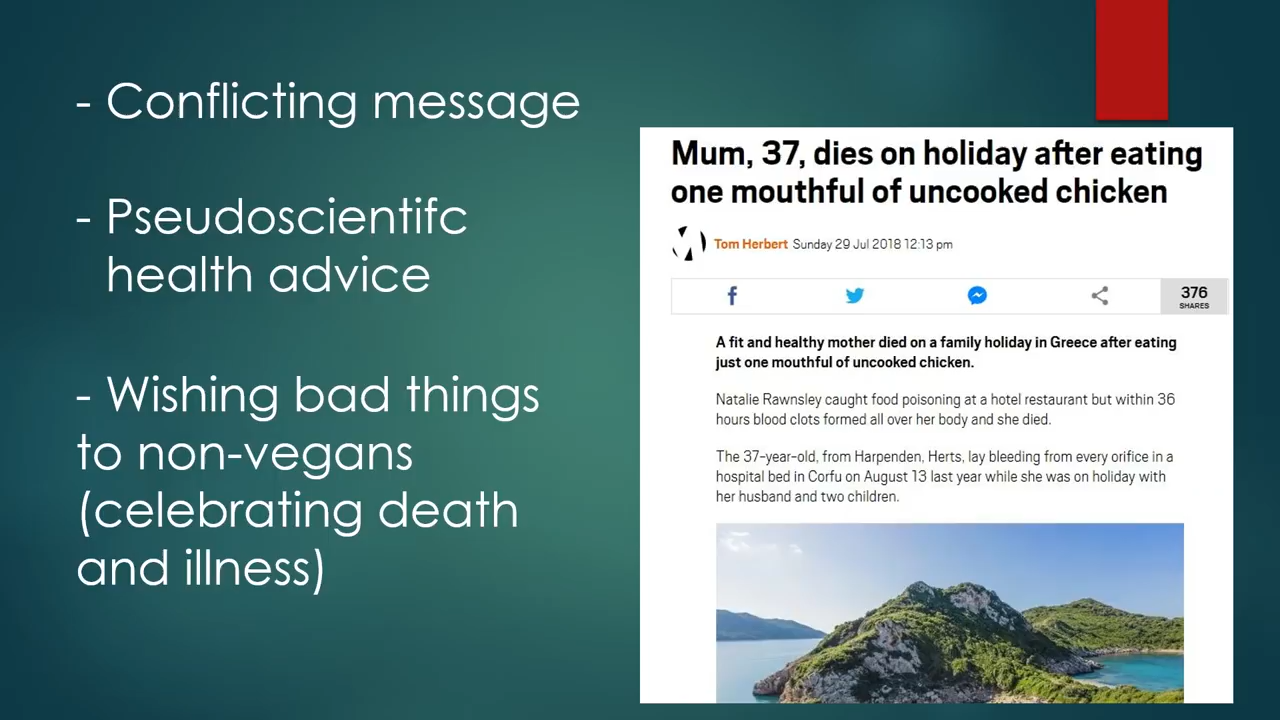 - Conflicting message
- Pseudoscientifc
health advice
- Wishing bad things
to non-vegans
(celebrating death
and illness)
Mum, 37, dies on holiday after eating
one mouthful of uncooked chicken
Tom Herbert Sunday 29 Jul 2018 12:13 pm
376
SHARES
A fit and healthy mother died on a family holiday in Greece after eating
just one mouthful of uncooked chicken.
Natalie Rawnsley caught food poisoning at a hotel restaurant but within 36
hours blood clots formed all over her body and she died.
The 37-year-old, from Harpenden, Herts, lay bleeding from every orifice in a
hospital bed in Corfu on August 13 last year while she was on holiday with
her husband and two children.